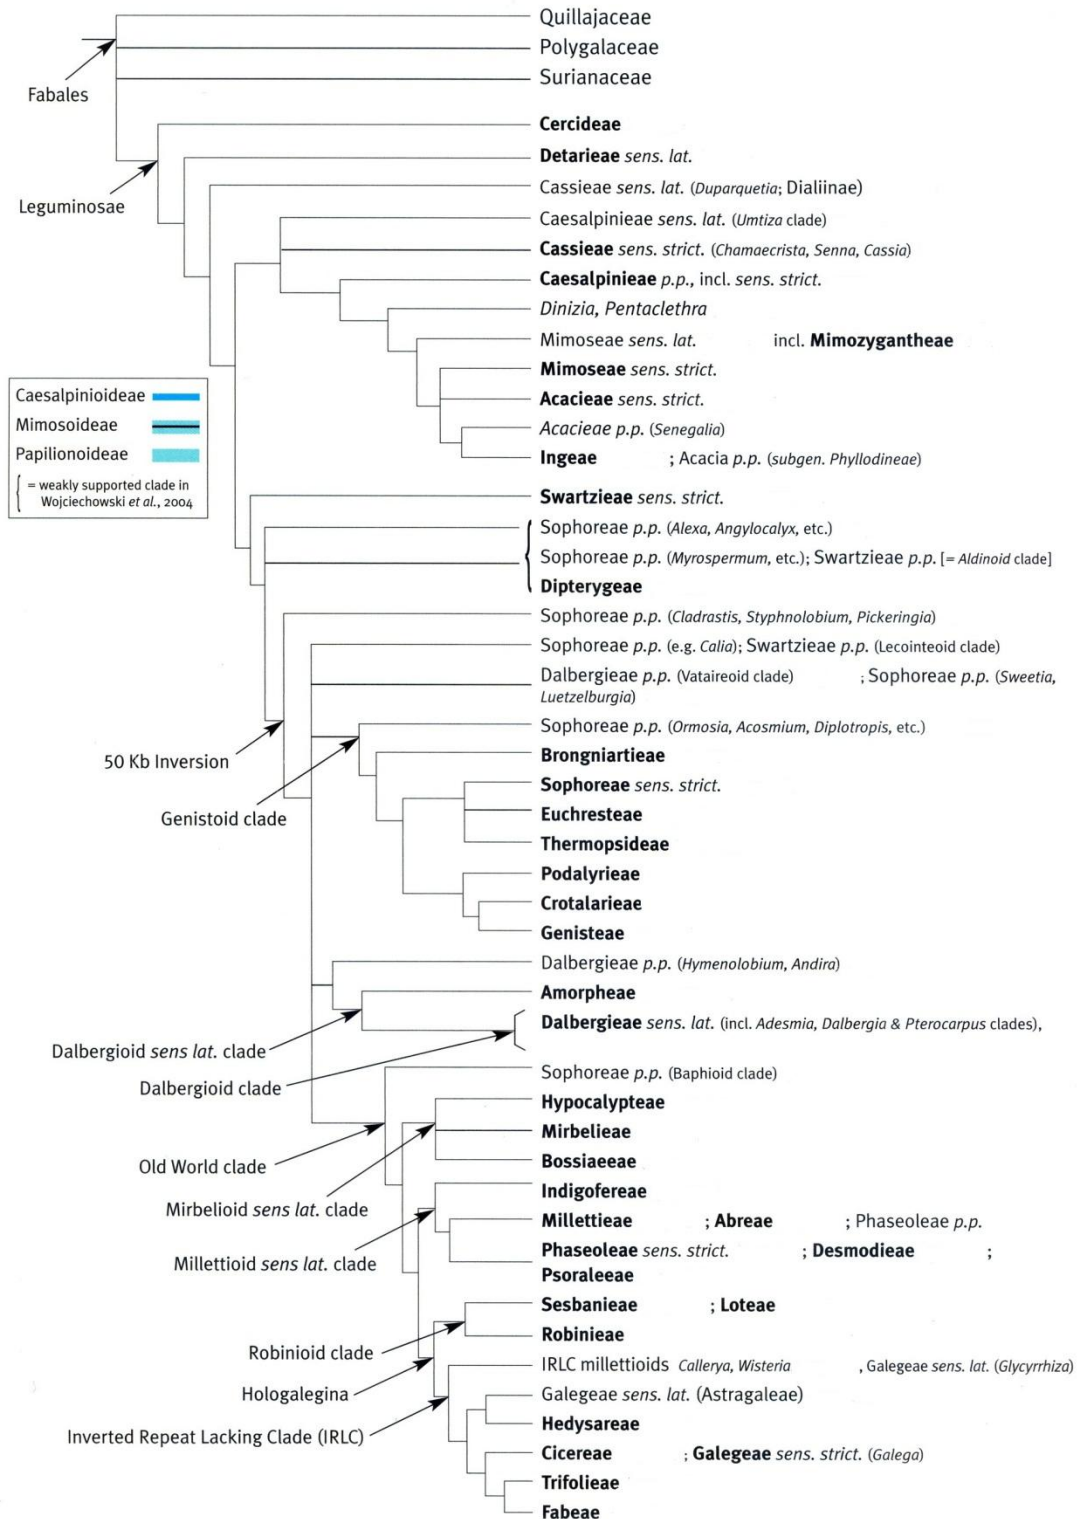 Quillajaceae
Polygalaceae
Surianaceae
Fabales
Cercideae
Detarieae sens. lat.
Cassieae sens. lat. (Duparquetia; Dialiinae)
Leguminosae
Caesalpinieae sens. lat. (Umtiza clade)
Cassieae sens. strict. (Chamaecrista, Senna, Cassia)
Caesalpinieae p.p., incl. sens. strict.
Dinizia, Pentaclethra
Mimoseae sens. lat. incl. Mimozygantheae
Mimoseae sens. strict.
Acacieae sens. strict.
Acacieae p.p. (Senegalia)
Ingeae ; Acacia p.p. (subgen. Phyllodineae)
Caesalpinioideae
Mimosoideae
Papilionoideae
{ = weakly supported clade in
Wojciechowski et al., 2004
Swartzieae sens. strict.
Sophoreae p.p. (Alexa, Angylocalyx, etc.)
Sophoreae p.p. (Myrospermum, etc.); Swartzieae p.p. [= Aldinoid clade]
Dipterygeae
Sophoreae p.p. (Cladrastis, Styphnolobium, Pickeringia)
Sophoreae p.p. (e.g. Calia); Swartzieae p.p. (Lecointeoid clade)
Dalbergieae p.p. (Vataireoid clade) ; Sophoreae p.p. (Sweetia,
Luetzelburgia)
Sophoreae p.p. (Ormosia, Acosmium, Diplotropis, etc.)
50 Kb Inversion
Brongniartieae
Sophoreae sens. strict.
Genistoid clade
Euchresteae
Thermopsideae
Podalyrieae
Crotalarieae
Genisteae
Dalbergieae p.p. (Hymenolobium, Andira)
Amorpheae
Dalbergieae sens. lat. (incl. Adesmia, Dalbergia & Pterocarpus clades),
Dalbergioid sens lat. clade
Dalbergioid clade
Sophoreae p.p. (Baphioid clade)
Hypocalypteae
Mirbelieae
Bossiaeeae
Old World clade
Mirbelioid sens lat. clade
Indigofereae
Millettieae ; Abreae ; Phaseoleae p.p.
Phaseoleae sens. strict. ; Desmodieae ;
Psoraleeae
Millettioid sens lat. clade
Sesbanieae ; Loteae
Robinieae
Robinioid clade
IRLC millettioids Callerya, Wisteria , Galegeae sens. lat. (Glycyrrhiza)
Hologalegina
Galegeae sens. lat. (Astragaleae)
Hedysareae
Inverted Repeat Lacking Clade (IRLC)
Cicereae ; Galegeae sens. strict. (Galega)
Trifolieae
Fabeae